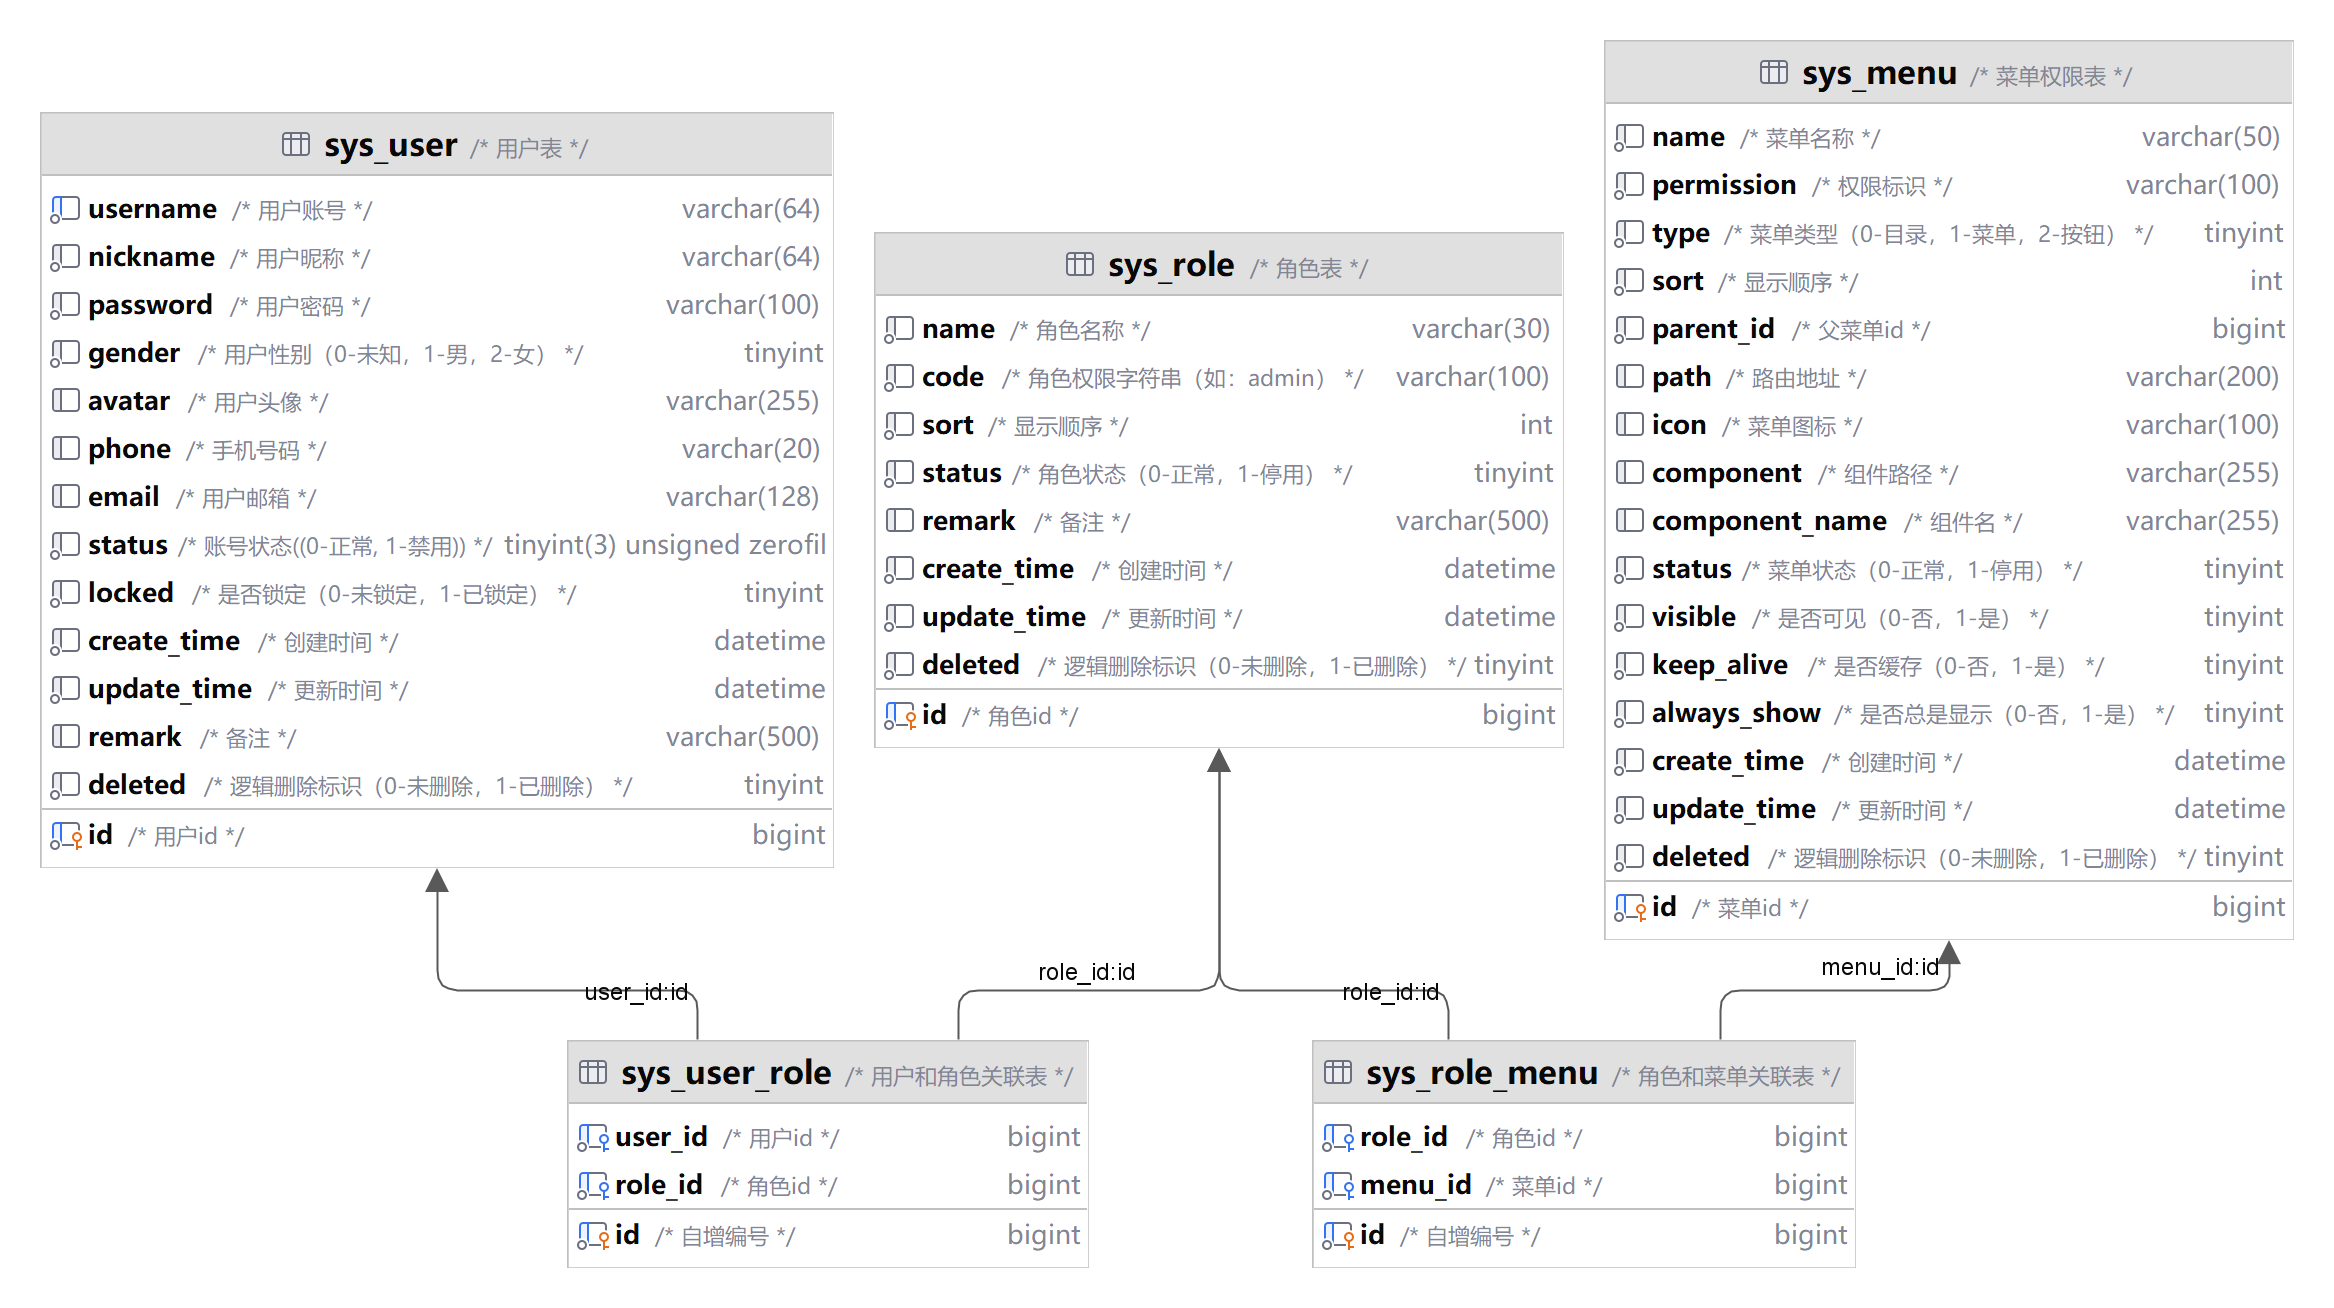 sys_user /* 用户表 */
username /* 用户账号 */ varchar(64)
nickname /* 用户昵称 */ varchar(64)
password /* 用户密码 */ varchar(100)
gender /* 用户性别（0-未知，1-男，2-女） */ tinyint
avatar /* 用户头像 */ varchar(255)
phone /* 手机号码 */ varchar(20)
email /* 用户邮箱 */ varchar(128)
status /* 账号状态((0-正常, 1-禁用)) */ tinyint(3) unsigned zerofil
locked /* 是否锁定（0-未锁定，1-已锁定） */ tinyint
create_time /* 创建时间 */ datetime
update_time /* 更新时间 */ datetime
remark /* 备注 */ varchar(500)
deleted /* 逻辑删除标识（0-未删除，1-已删除） */ tinyint
id /* 用户id */ bigint
sys_role /* 角色表 */
name /* 角色名称 */ varchar(30)
code /* 角色权限字符串（如：admin） */ varchar(100)
sort /* 显示顺序 */ int
status /* 角色状态（0-正常，1-停用） */ tinyint
remark /* 备注 */ varchar(500)
create_time /* 创建时间 */ datetime
update_time /* 更新时间 */ datetime
deleted /* 逻辑删除标识（0-未删除，1-已删除） */ tinyint
id /* 角色id */ bigint
sys_menu /* 菜单权限表 */
name /* 菜单名称 */ varchar(50)
permission /* 权限标识 */ varchar(100)
type /* 菜单类型（0-目录，1-菜单，2-按钮） */ tinyint
sort /* 显示顺序 */ int
parent_id /* 父菜单id */ bigint
path /* 路由地址 */ varchar(200)
icon /* 菜单图标 */ varchar(100)
component /* 组件路径 */ varchar(255)
component_name /* 组件名 */ varchar(255)
status /* 菜单状态（0-正常，1-停用） */ tinyint
visible /* 是否可见（0-否，1-是） */ tinyint
keep_alive /* 是否缓存（0-否，1-是） */ tinyint
always_show /* 是否总是显示（0-否，1-是） */ tinyint
create_time /* 创建时间 */ datetime
update_time /* 更新时间 */ datetime
deleted /* 逻辑删除标识（0-未删除，1-已删除） */ tinyint
id /* 菜单id */ bigint
user_id:id
role_id:id
role_id:id
menu_id:id
sys_user_role /* 用户和角色关联表 */
user_id /* 用户id */ bigint
role_id /* 角色id */ bigint
id /* 自增编号 */ bigint
sys_role_menu /* 角色和菜单关联表 */
role_id /* 角色id */ bigint
menu_id /* 菜单id */ bigint
id /* 自增编号 */ bigint